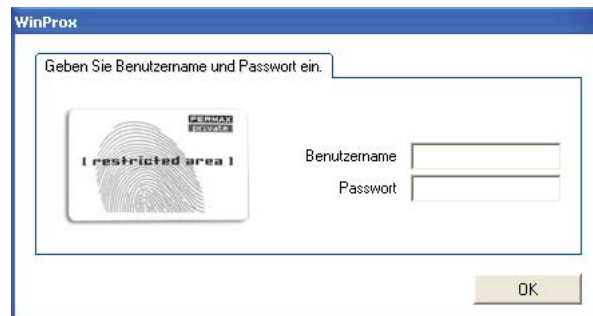 WinProx
Geben Sie Benutzername und Passwort ein.
FERMAX
private
[ restricted area ]
Benutzername
Passwort
OK